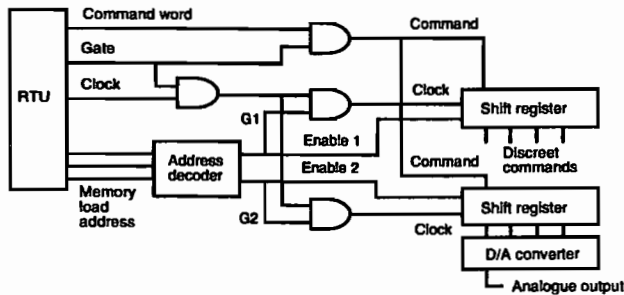 Command word
Command
Gate
RTU
Clock
Clock
Shift register
G1
Enable 1
Discreet
commands
Address
decoder
Enable 2
Command
Memory
load
address
G2
Shift register
Clock
D/A converter
Analogue output